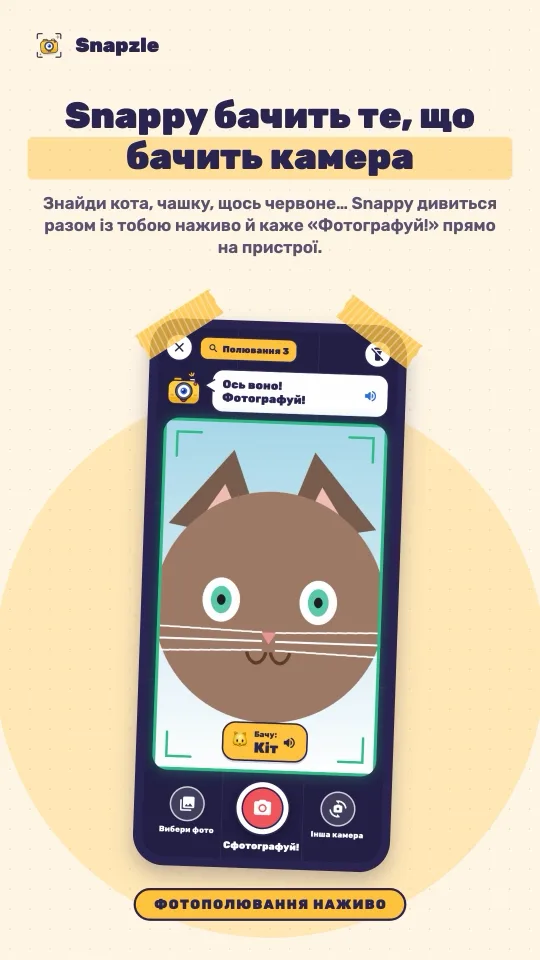 Snapzle
Snappy бачить те, що
бачить камера
Знайди кота, чашку, щось червоне... Snappy дивиться
разом із тобою наживо й каже «Фотографуй!» прямо
на пристрої.
Полювання 3
Ось воно!
Фотографуй!
Бачу:
Кіт
Вибери фото
Сфотографуй!
Інша камера
ФОТОПОЛЮВАННЯ НАЖИВО